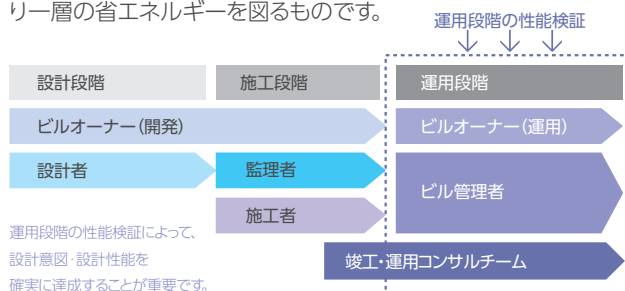 り一層の省エネルギーを図るものです。
運用段階の性能検証
設計段階
施工段階
運用段階
ビルオーナー(開発)
ビルオーナー(運用)
設計者
監理者
ビル管理者
施工者
運用段階の性能検証によって、
設計意図・設計性能を
確実に達成することが重要です。
竣工・運用コンサルチーム